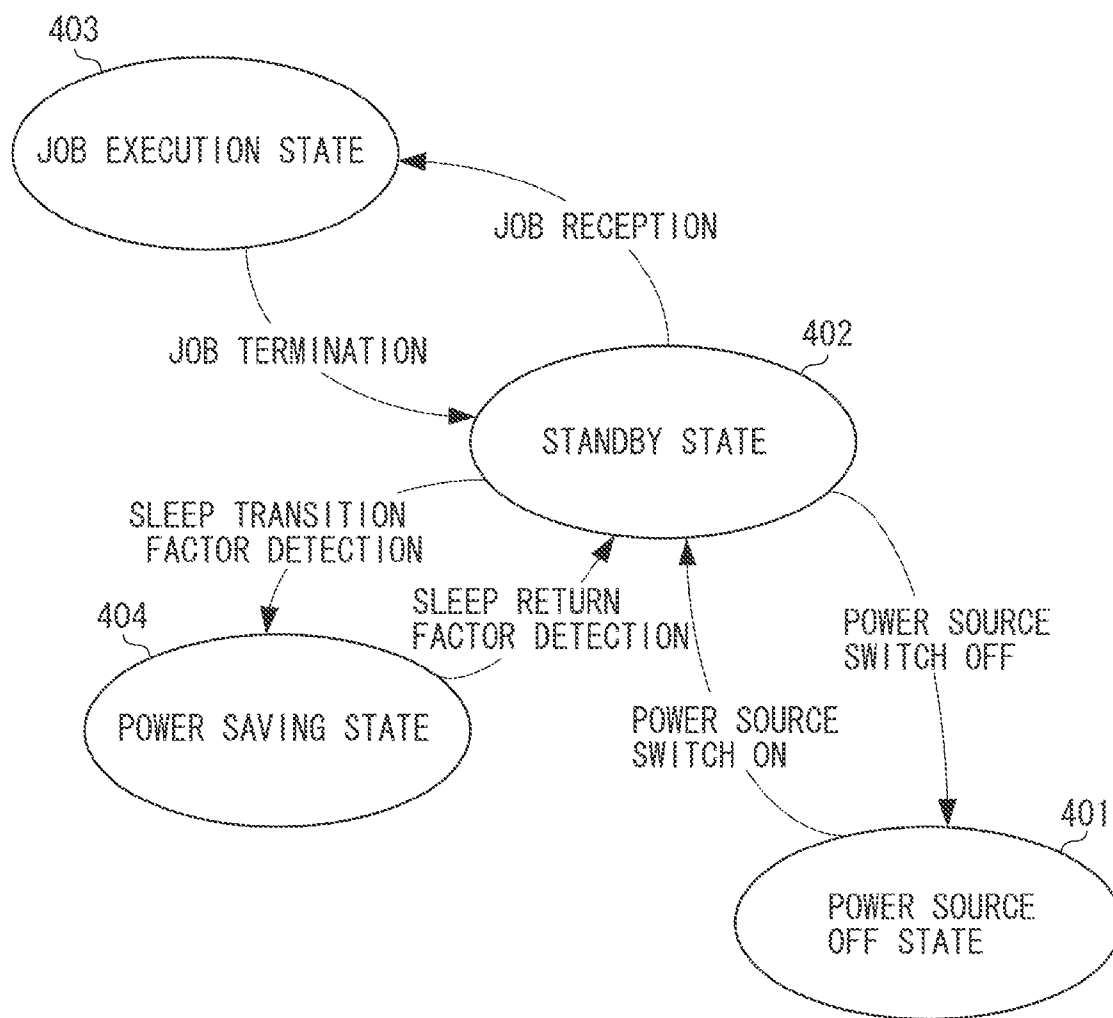 403
JOB EXECUTION STATE
JOB RECEPTION
JOB TERMINATION
402
STANDBY STATE
SLEEP TRANSITION
FACTOR DETECTION
404
SLEEP RETURN
FACTOR DETECTION
POWER SOURCE
SWITCH OFF
POWER SAVING STATE
POWER SOURCE
SWITCH ON
401
POWER SOURCE
OFF STATE